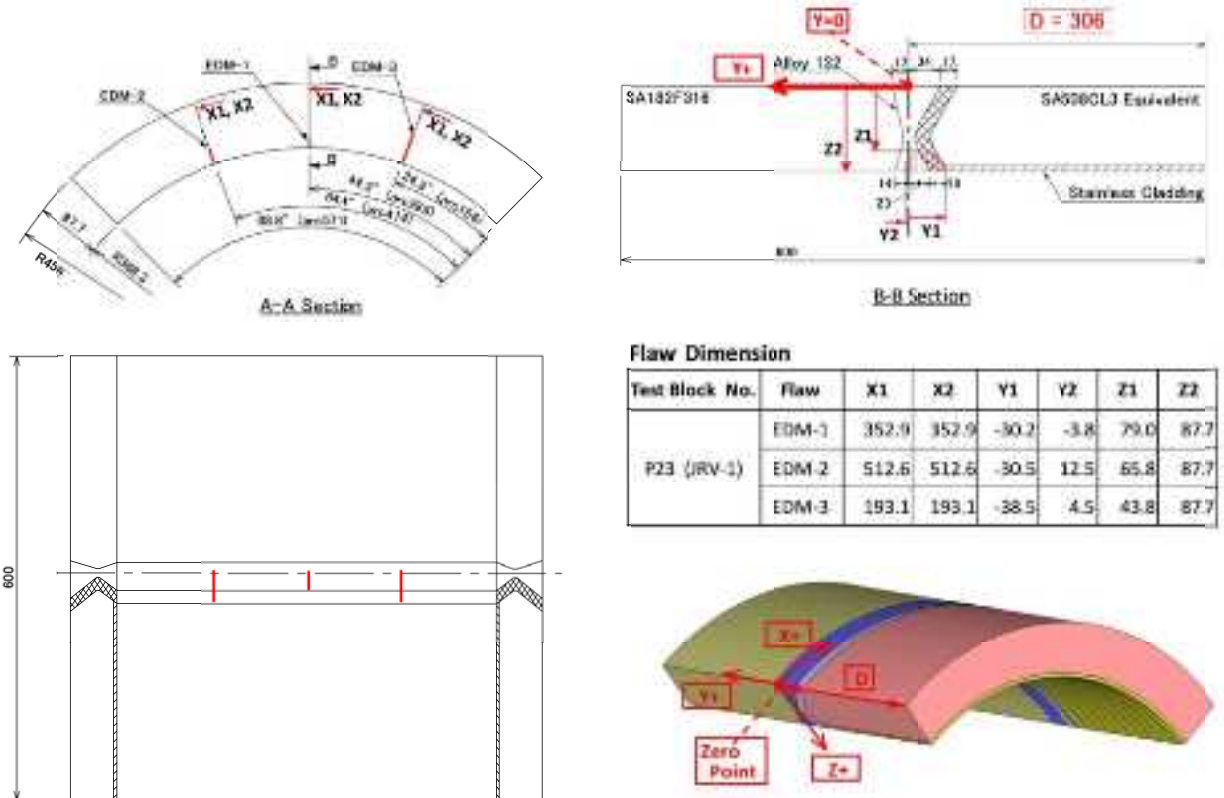 EDM-1
B
EDM-3
EDM-2
X1, X2
X1, X2
X1, X2
B
87.7
R456
A-A Section
Y=0
D = 306
Y+
Alloy 132
SA182F316
SA508CL3 Equivalent
Z1
Z2
Stainless Cladding
Y2
Y1
B-B Section
600
Flaw Dimension
Test Block No. Flaw X1 X2 Y1 Y2 Z1 Z2
P23 (JRV-1)
EDM-1 352.9 352.9 -30.2 -3.8 79.0 87.7
EDM-2 512.6 512.6 -30.5 12.5 65.8 87.7
EDM-3 193.1 193.1 -38.5 4.5 43.8 87.7
X+
D
Y+
Zero
Point
Z+